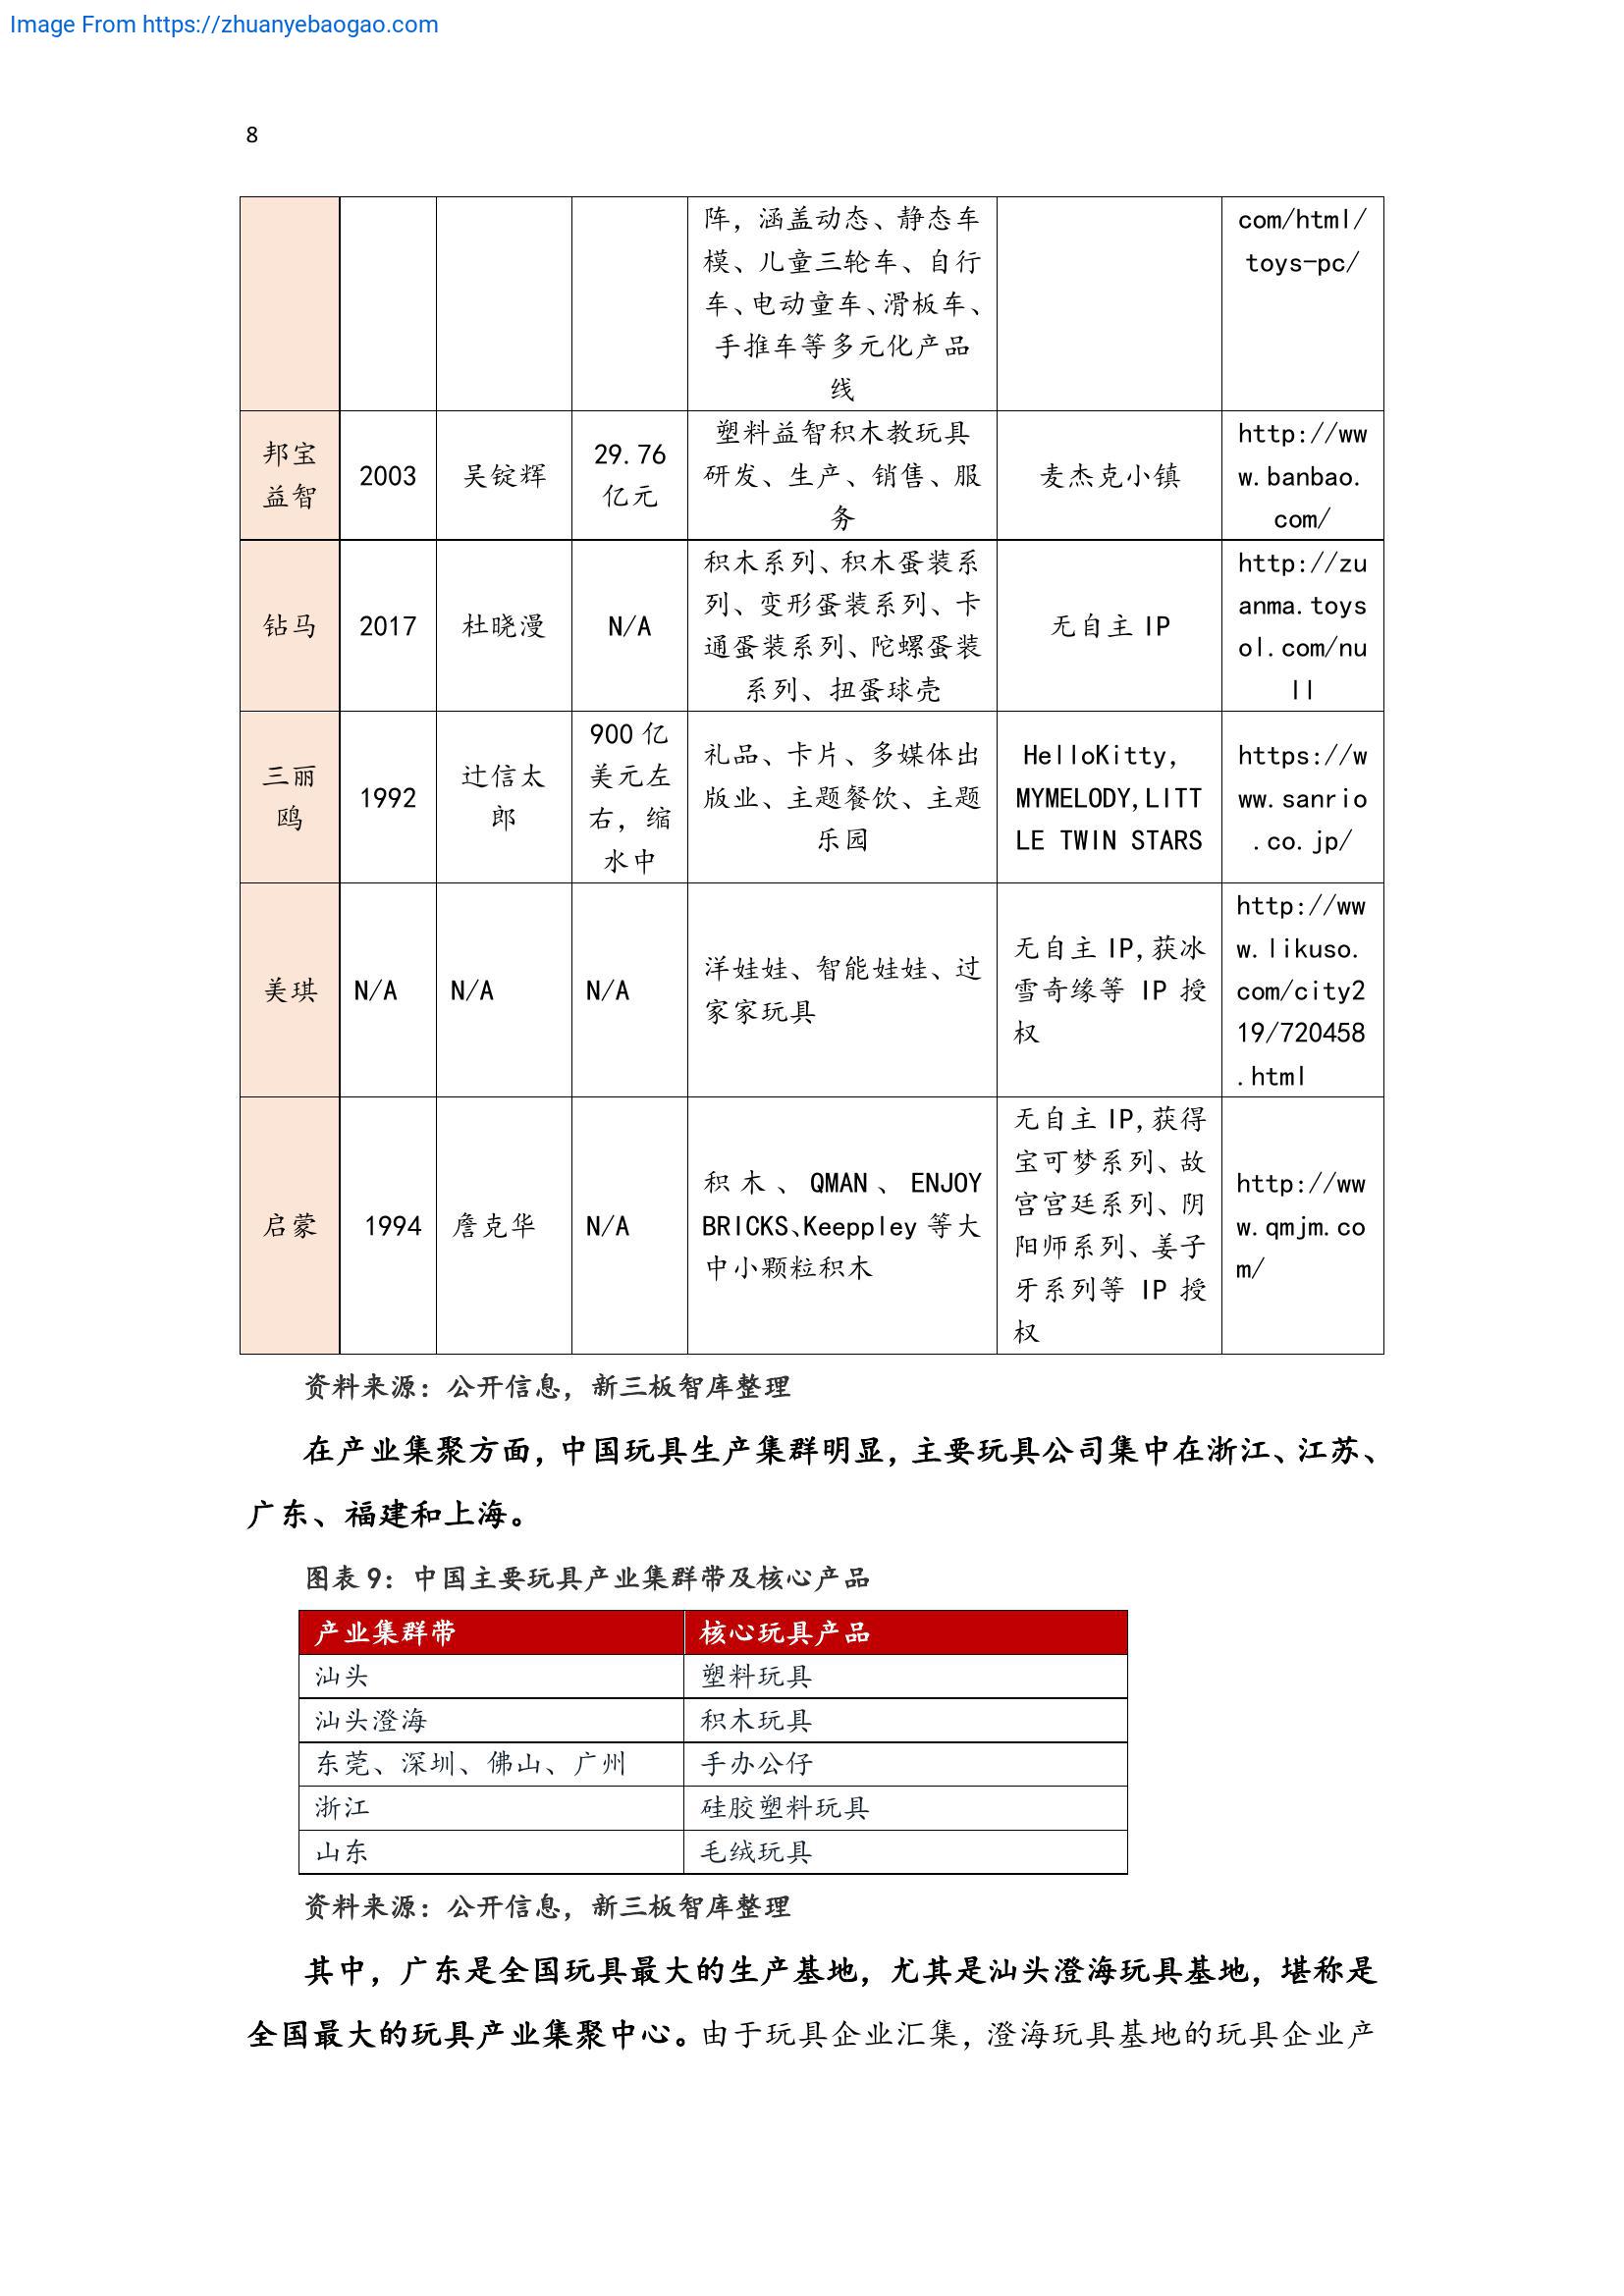 Image From https://zhuanyebaogao.com
8
阵，涵盖动态、静态车
模、儿童三轮车、自行
车、电动童车、滑板车、
手推车等多元化产品
线
com/html/
toys-pc/
邦宝
益智
2003
吴锭辉
29.76
亿元
塑料益智积木教玩具
研发、生产、销售、服
务
麦杰克小镇
http://ww
w.banbao.
com/
钻马
2017
杜晓漫
N/A
积木系列、积木蛋装系
列、变形蛋装系列、卡
通蛋装系列、陀螺蛋装
系列、扭蛋球壳
无自主 IP
http://zu
anma.toys
ol.com/nu
ll
三丽
鸥
1992
辻信太
郎
900 亿
美元左
右，缩
水中
礼品、卡片、多媒体出
版业、主题餐饮、主题
乐园
HelloKitty,
MYMELODY,LITT
LE TWIN STARS
https://w
ww.sanrio
.co.jp/
美琪
N/A
N/A
N/A
洋娃娃、智能娃娃、过
家家玩具
无自主 IP,获冰
雪奇缘等 IP 授
权
http://ww
w.likuso.
com/city2
19/720458
.html
启蒙
1994
詹克华
N/A
积木、QMAN、ENJOY
BRICKS、Keeppley 等大
中小颗粒积木
无自主 IP,获得
宝可梦系列、故
宫宫廷系列、阴
阳师系列、姜子
牙系列等 IP 授
权
http://ww
w.qmjm.co
m/
资料来源：公开信息，新三板智库整理
在产业集聚方面，中国玩具生产集群明显，主要玩具公司集中在浙江、江苏、
广东、福建和上海。
图表 9：中国主要玩具产业集群带及核心产品
产业集群带
核心玩具产品
汕头
塑料玩具
汕头澄海
积木玩具
东莞、深圳、佛山、广州
手办公仔
浙江
硅胶塑料玩具
山东
毛绒玩具
资料来源：公开信息，新三板智库整理
其中，广东是全国玩具最大的生产基地，尤其是汕头澄海玩具基地，堪称是
全国最大的玩具产业集聚中心。由于玩具企业汇集，澄海玩具基地的玩具企业产